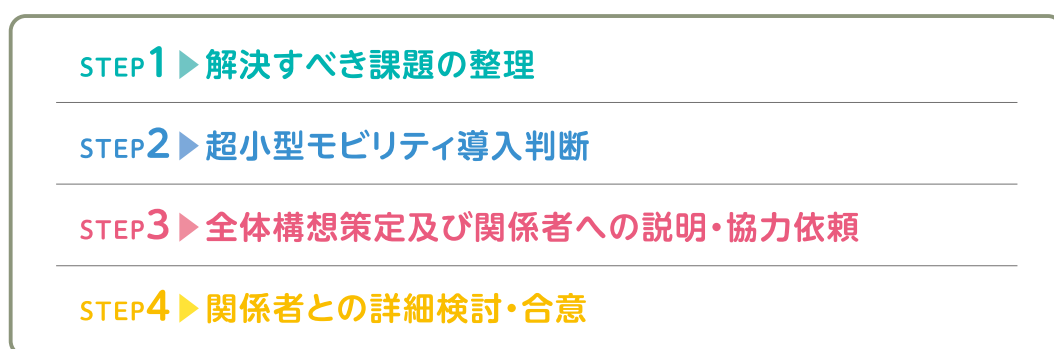 STEP1▶解決すべき課題の整理
STEP2▶超小型モビリティ導入判断
STEP3▶全体構想策定及び関係者への説明・協力依頼
STEP4▶関係者との詳細検討・合意